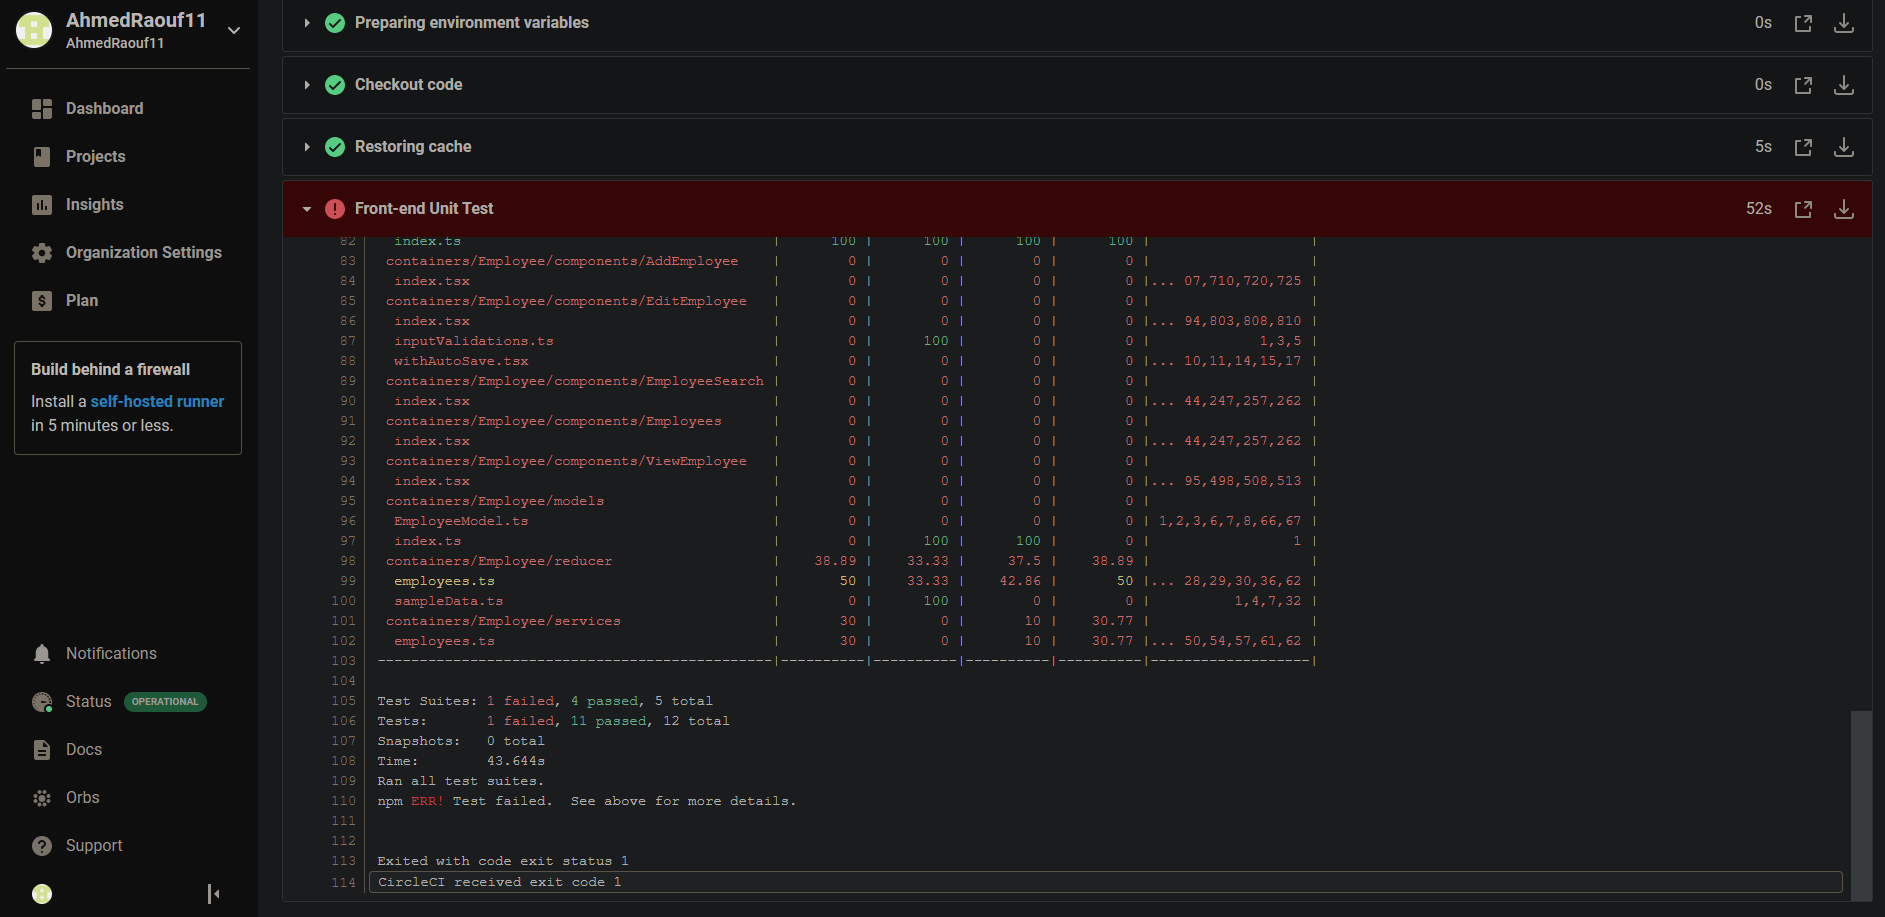 AhmedRaouf11
AhmedRaouf11
Dashboard
Projects
Insights
Organization Settings
Plan
Build behind a firewall
Install a self-hosted runner
in 5 minutes or less.
Notifications
Status OPERATIONAL
Docs
Orbs
Support
Preparing environment variables 0s
Checkout code 0s
Restoring cache 5s
Front-end Unit Test 52s
82 index.ts | 100 | 100 | 100 | 100 | |
83 containers/Employee/components/AddEmployee | 0 | 0 | 0 | 0 | |
84 index.tsx | 0 | 0 | 0 | 0 |... 07,710,720,725 |
85 containers/Employee/components/EditEmployee | 0 | 0 | 0 | 0 | |
86 index.tsx | 0 | 0 | 0 | 0 |... 94,803,808,810 |
87 inputValidations.ts | 0 | 100 | 0 | 0 | 1,3,5 |
88 withAutoSave.tsx | 0 | 0 | 0 | 0 |... 10,11,14,15,17 |
89 containers/Employee/components/EmployeeSearch | 0 | 0 | 0 | 0 | |
90 index.tsx | 0 | 0 | 0 | 0 |... 44,247,257,262 |
91 containers/Employee/components/Employees | 0 | 0 | 0 | 0 | |
92 index.tsx | 0 | 0 | 0 | 0 |... 44,247,257,262 |
93 containers/Employee/components/ViewEmployee | 0 | 0 | 0 | 0 | |
94 index.tsx | 0 | 0 | 0 | 0 |... 95,498,508,513 |
95 containers/Employee/models | 0 | 0 | 0 | 0 | |
96 EmployeeModel.ts | 0 | 0 | 0 | 0 | 1,2,3,6,7,8,66,67 |
97 index.ts | 0 | 100 | 100 | 0 | 1 |
98 containers/Employee/reducer | 38.89 | 33.33 | 37.5 | 38.89 | |
99 employees.ts | 50 | 33.33 | 42.86 | 50 |... 28,29,30,36,62 |
100 sampleData.ts | 0 | 100 | 0 | 0 | 1,4,7,32 |
101 containers/Employee/services | 30 | 0 | 10 | 30.77 | |
102 employees.ts | 30 | 0 | 10 | 30.77 |... 50,54,57,61,62 |
103 -----------------------------------------------|----------|----------|----------|----------|-------------------|
104
105 Test Suites: 1 failed, 4 passed, 5 total
106 Tests: 1 failed, 11 passed, 12 total
107 Snapshots: 0 total
108 Time: 43.644s
109 Ran all test suites.
110 npm ERR! Test failed. See above for more details.
111
112
113 Exited with code exit status 1
114 CircleCI received exit code 1